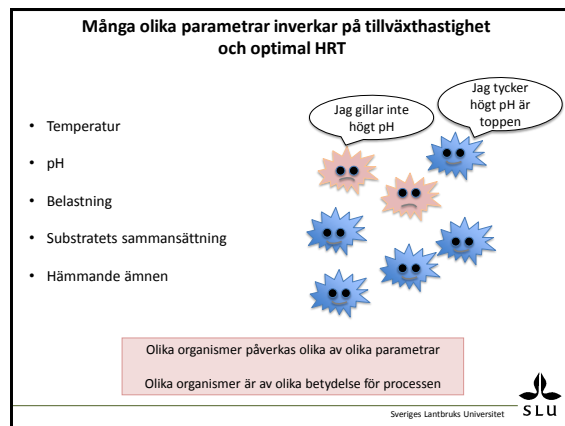 Många olika parametrar inverkar på tillväxthastighet
och optimal HRT
Jag gillar inte
högt pH
Jag tycker
högt pH är
toppen
• Temperatur
• pH
• Belastning
• Substratets sammansättning
• Hämmande ämnen
Olika organismer påverkas olika av olika parametrar
Olika organismer är av olika betydelse för processen
Sveriges Lantbruks Universitet
SLU